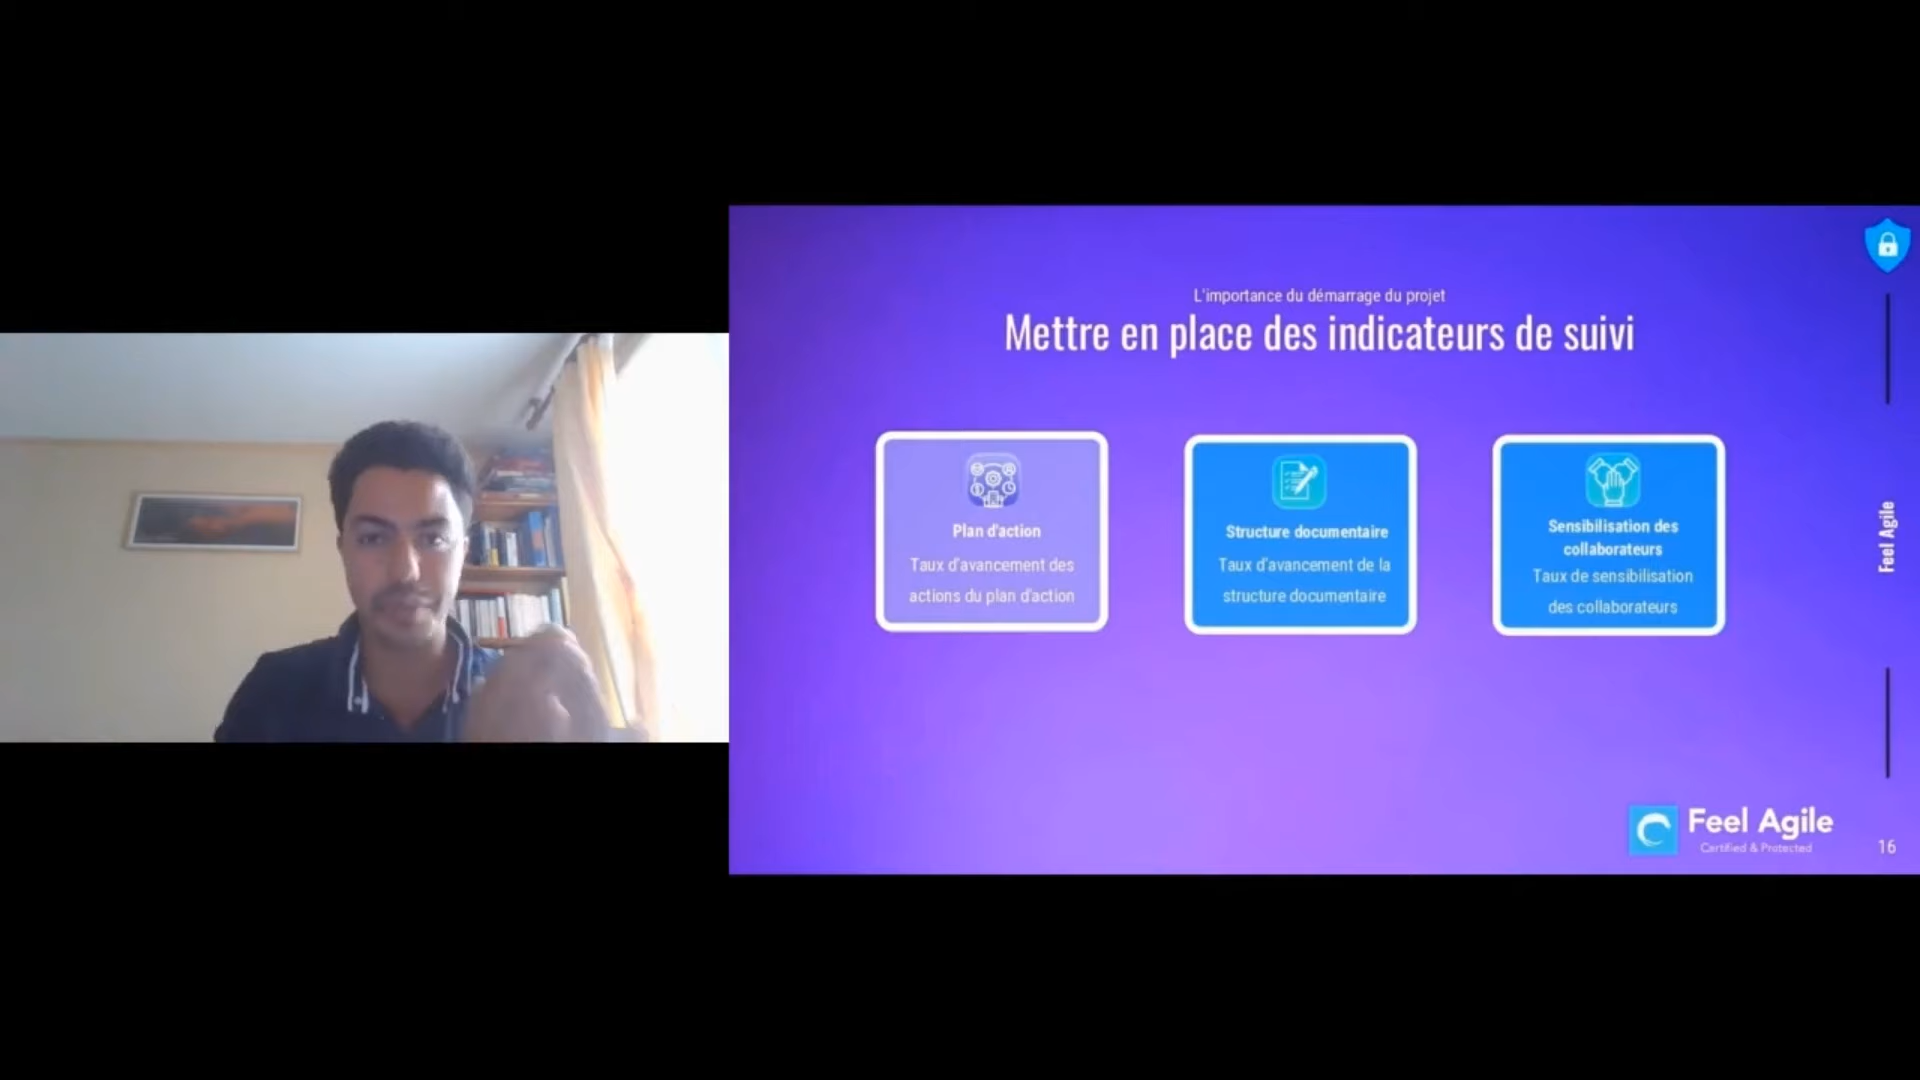 L'importance du démarrage du projet
Mettre en place des indicateurs de suivi
Plan d'action
Taux d'avancement des
actions du plan d'action
Structure documentaire
Taux d'avancement de la
structure documentaire
Sensibilisation des
collaborateurs
Taux de sensibilisation
des collaborateurs
Feel Agile
Feel Agile
Certified & Protected
16